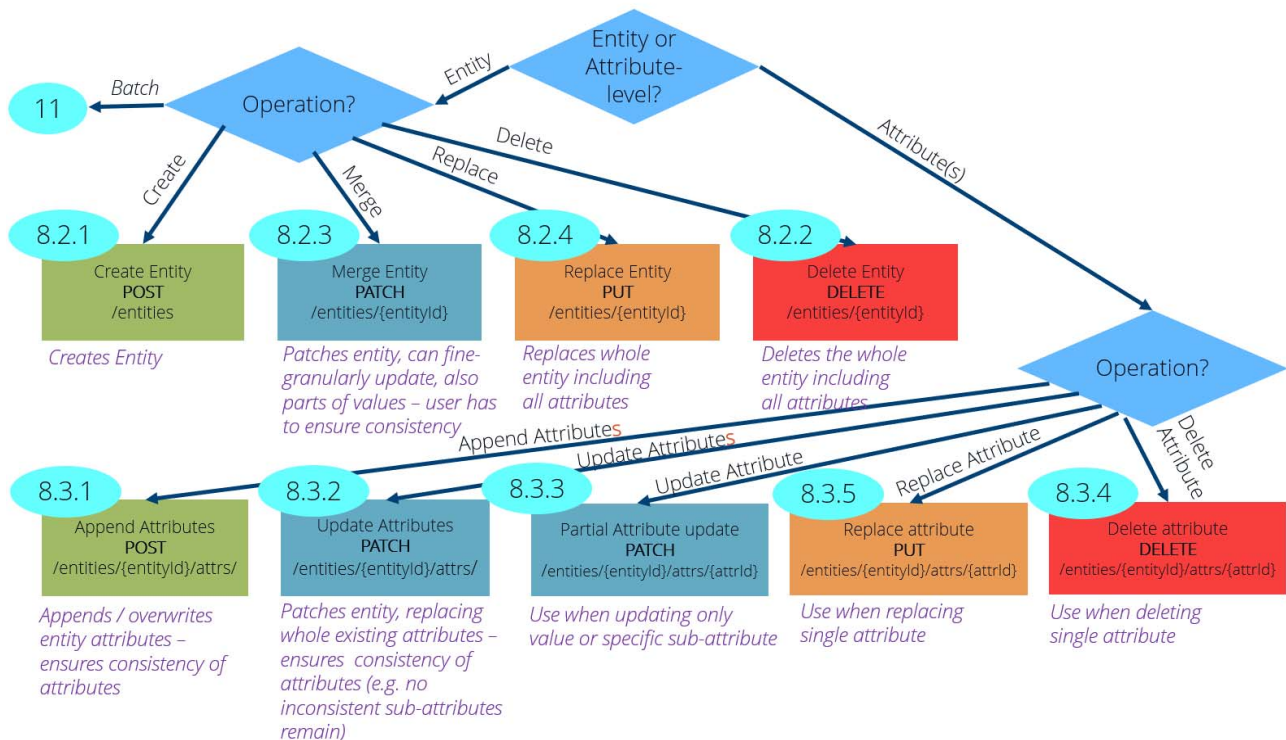 Entity or
Attribute-
level?
Entity
Attribute(s)
Operation?
Batch
11
Create
Merge
Replace
Delete
8.2.1
Create Entity
POST
/entities
Creates Entity
8.2.3
Merge Entity
PATCH
/entities/{entityId}
Patches entity, can fine-
granularly update, also
parts of values – user has
to ensure consistency
8.2.4
Replace Entity
PUT
/entities/{entityId}
Replaces whole
entity including
all attributes
8.2.2
Delete Entity
DELETE
/entities/{entityId}
Deletes the whole
entity including
all attributes
Operation?
Append Attributes
Update Attributes
Update Attribute
Replace Attribute
Delete
Attribute
8.3.1
Append Attributes
POST
/entities/{entityId}/attrs/
Appends / overwrites
entity attributes –
ensures consistency of
attributes
8.3.2
Update Attributes
PATCH
/entities/{entityId}/attrs/
Patches entity, replacing
whole existing attributes –
ensures consistency of
attributes (e.g. no
inconsistent sub-attributes
remain)
8.3.3
Partial Attribute update
PATCH
/entities/{entityId}/attrs/{attrId}
Use when updating only
value or specific sub-attribute
8.3.5
Replace attribute
PUT
/entities/{entityId}/attrs/{attrId}
Use when replacing
single attribute
8.3.4
Delete attribute
DELETE
/entities/{entityId}/attrs/{attrId}
Use when deleting
single attribute